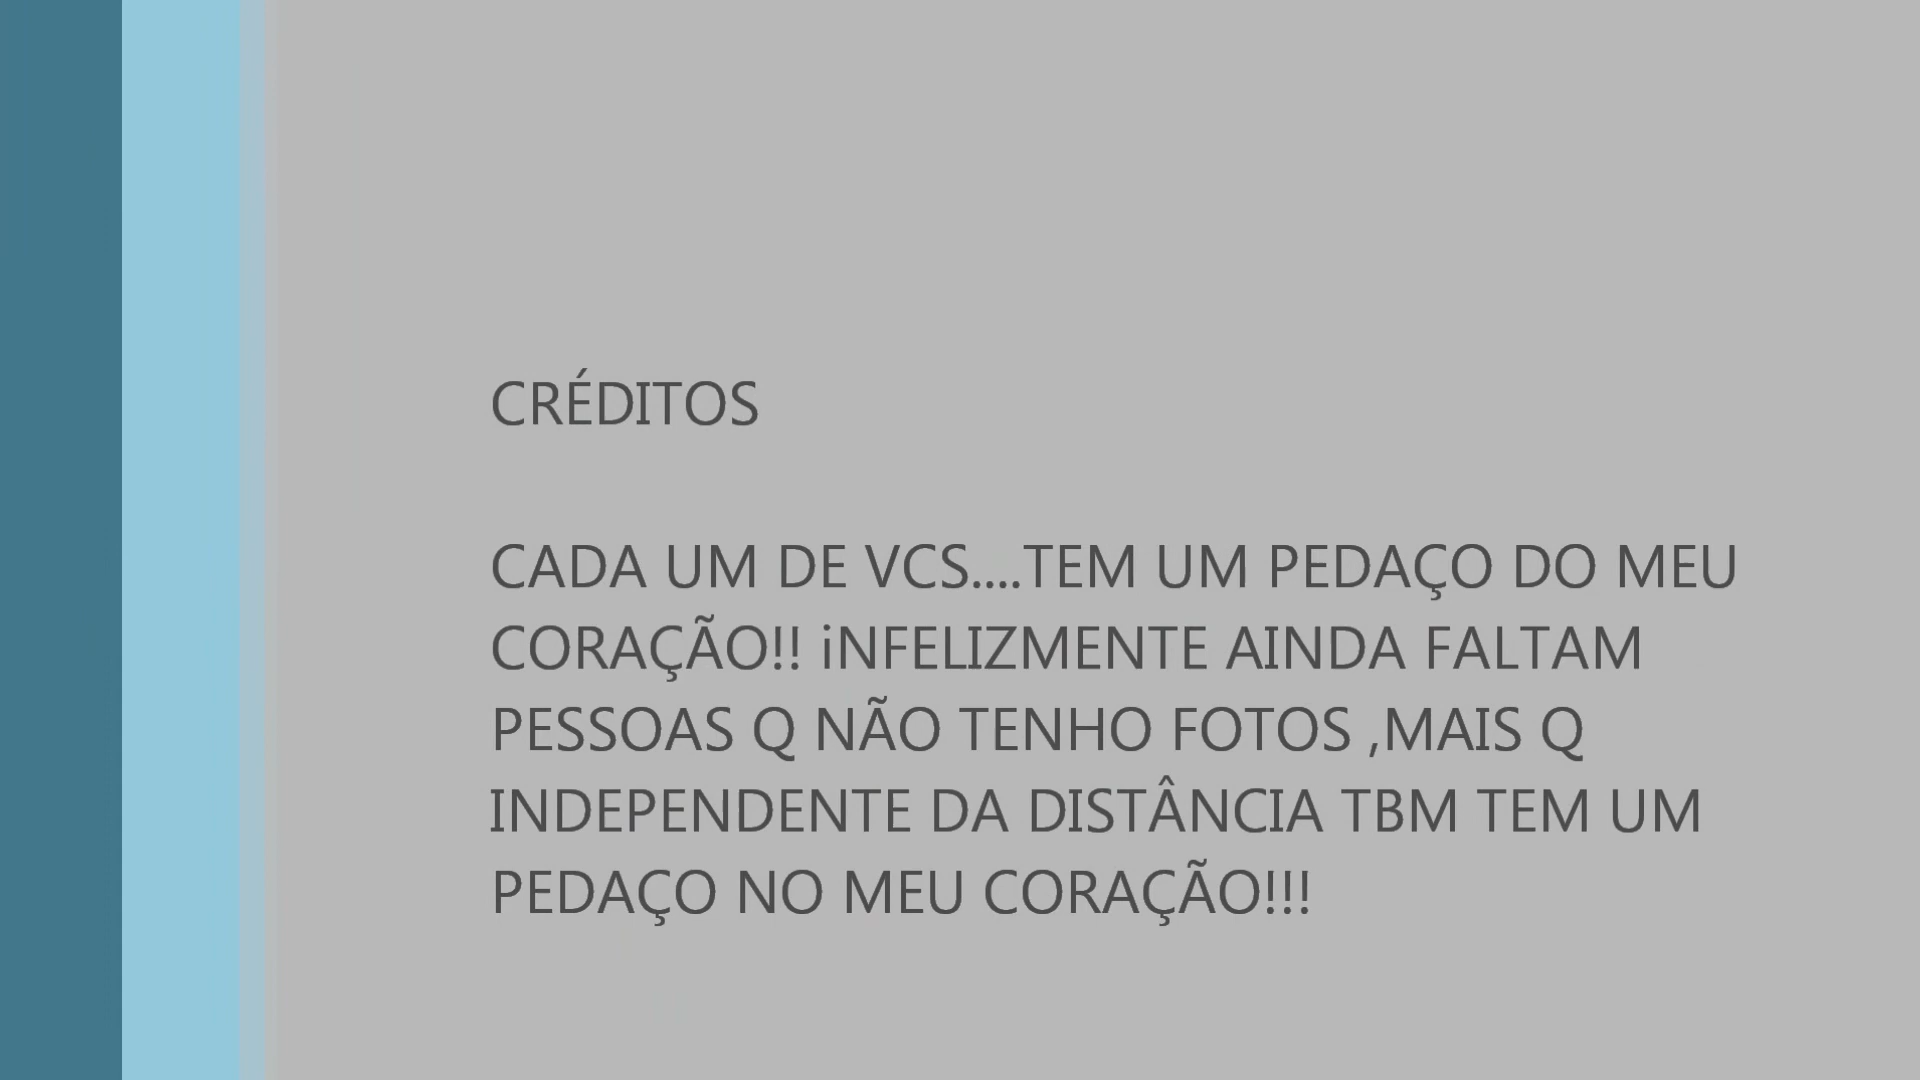 CRÉDITOS
CADA UM DE VCS....TEM UM PEDAÇO DO MEU
CORAÇÃO!! iNFELIZMENTE AINDA FALTAM
PESSOAS Q NÃO TENHO FOTOS ,MAIS Q
INDEPENDENTE DA DISTÂNCIA TBM TEM UM
PEDAÇO NO MEU CORAÇÃO!!!